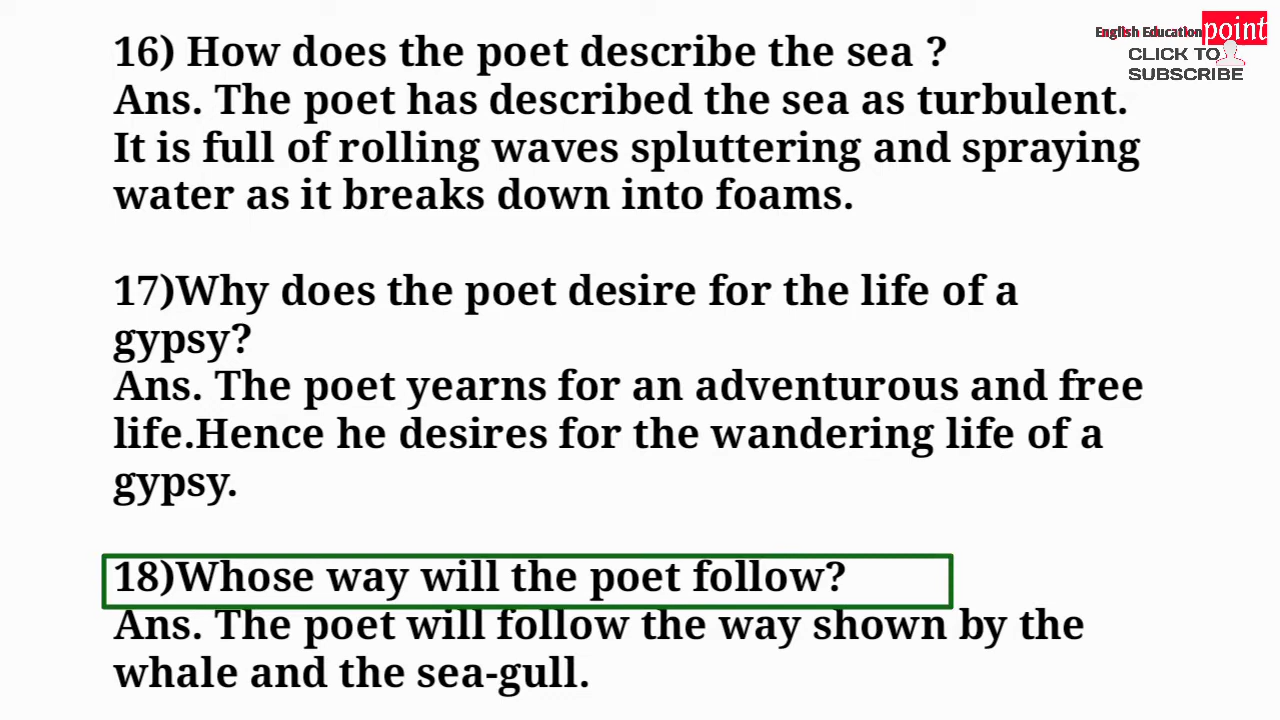 16) How does the poet describe the sea ?
Ans. The poet has described the sea as turbulent.
It is full of rolling waves spluttering and spraying
water as it breaks down into foams.
17)Why does the poet desire for the life of a
gypsy?
Ans. The poet yearns for an adventurous and free
life.Hence he desires for the wandering life of a
gypsy.
18)Whose way will the poet follow?
Ans. The poet will follow the way shown by the
whale and the sea-gull.
English Education point
CLICK TO
SUBSCRIBE